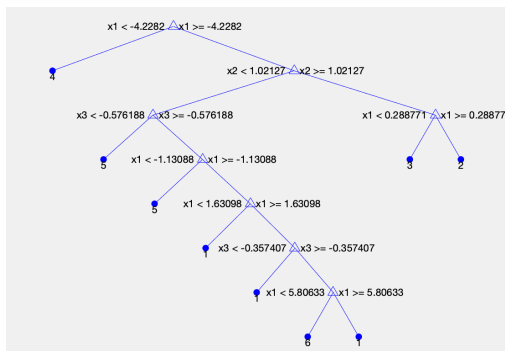 x1 < -4.2282 x1 >= -4.2282
4
x2 < 1.02127 x2 >= 1.02127
x3 < -0.576188 x3 >= -0.576188
x1 < 0.288771 x1 >= 0.28877
5
x1 < -1.13088 x1 >= -1.13088
3
2
5
x1 < 1.63098 x1 >= 1.63098
1
x3 < -0.357407 x3 >= -0.357407
1
x1 < 5.80633 x1 >= 5.80633
6
1